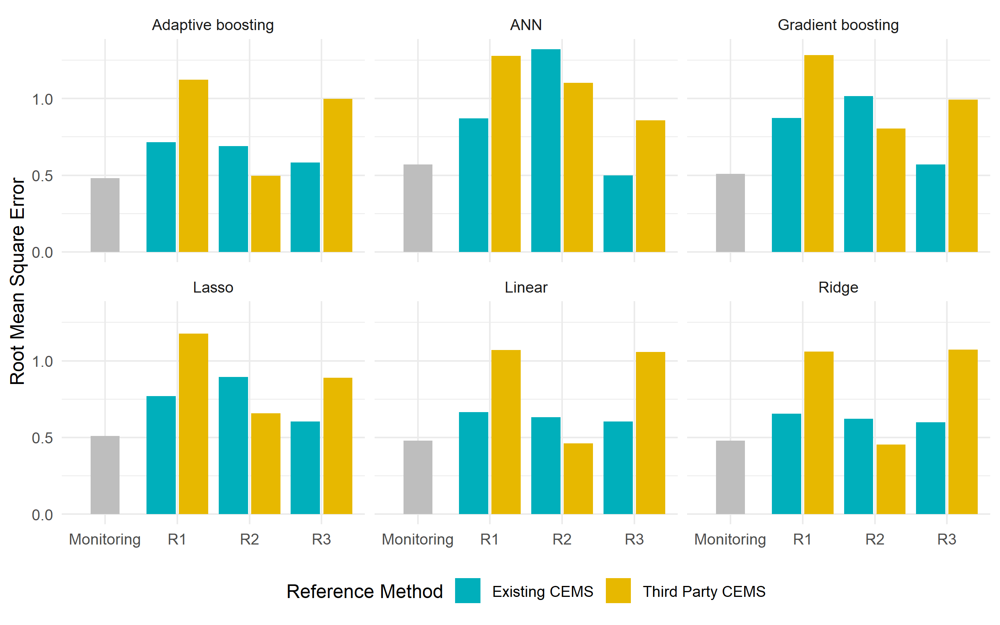 Adaptive boosting
ANN
Gradient boosting
1.0
0.5
0.0
Root Mean Square Error
Lasso
Linear
Ridge
1.0
0.5
0.0
Monitoring R1 R2 R3
Monitoring R1 R2 R3
Monitoring R1 R2 R3
Reference Method Existing CEMS Third Party CEMS